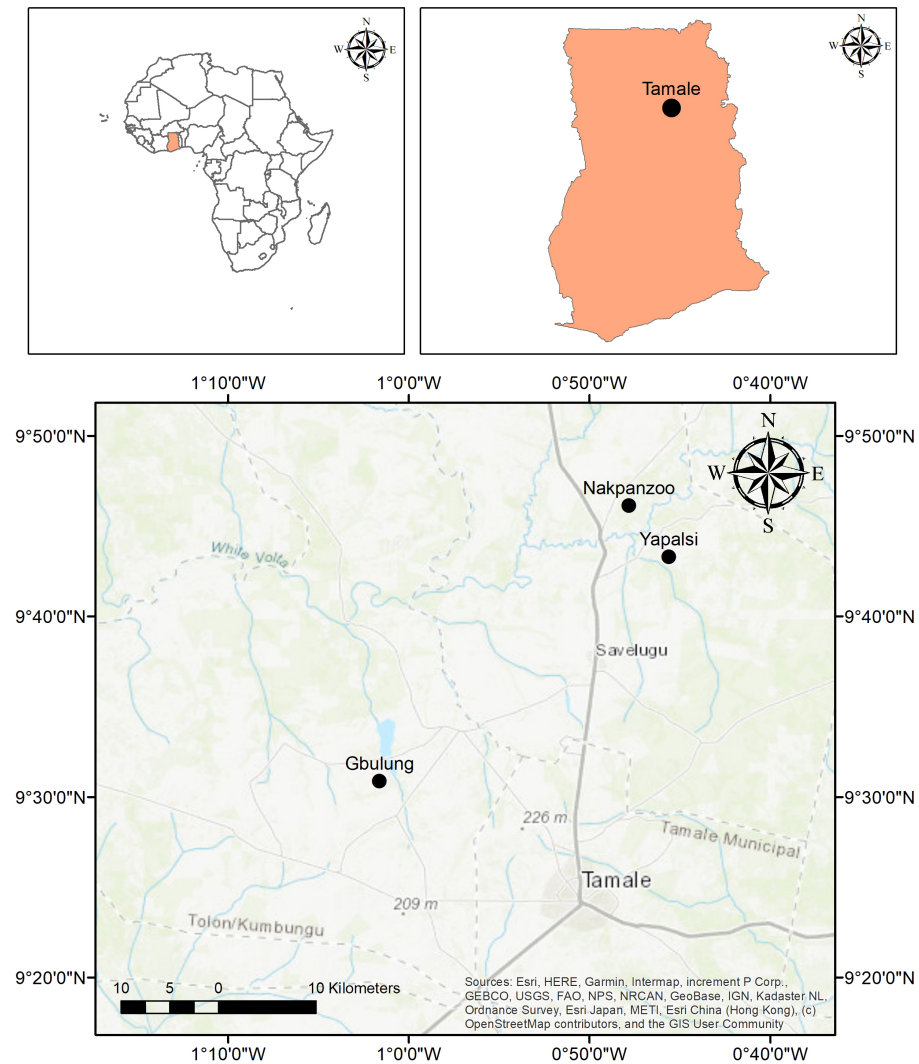 N
W E
S
N
W E
S
Tamale
1°10'0"W 1°0'0"W 0°50'0"W 0°40'0"W
9°50'0"N 9°50'0"N
N
W E
S
Nakpanzoo
Yapalsi
White Volta
9°40'0"N 9°40'0"N
Savelugu
Gbulung
9°30'0"N 9°30'0"N
226 m
Tamale Municipal
Tamale
209 m
Tolon/Kumbungu
9°20'0"N 9°20'0"N
10 5 0 10 Kilometers
Sources: Esri, HERE, Garmin, Intermap, increment P Corp.,
GEBCO, USGS, FAO, NPS, NRCAN, GeoBase, IGN, Kadaster NL,
Ordnance Survey, Esri Japan, METI, Esri China (Hong Kong), (c)
OpenStreetMap contributors, and the GIS User Community
1°10'0"W 1°0'0"W 0°50'0"W 0°40'0"W